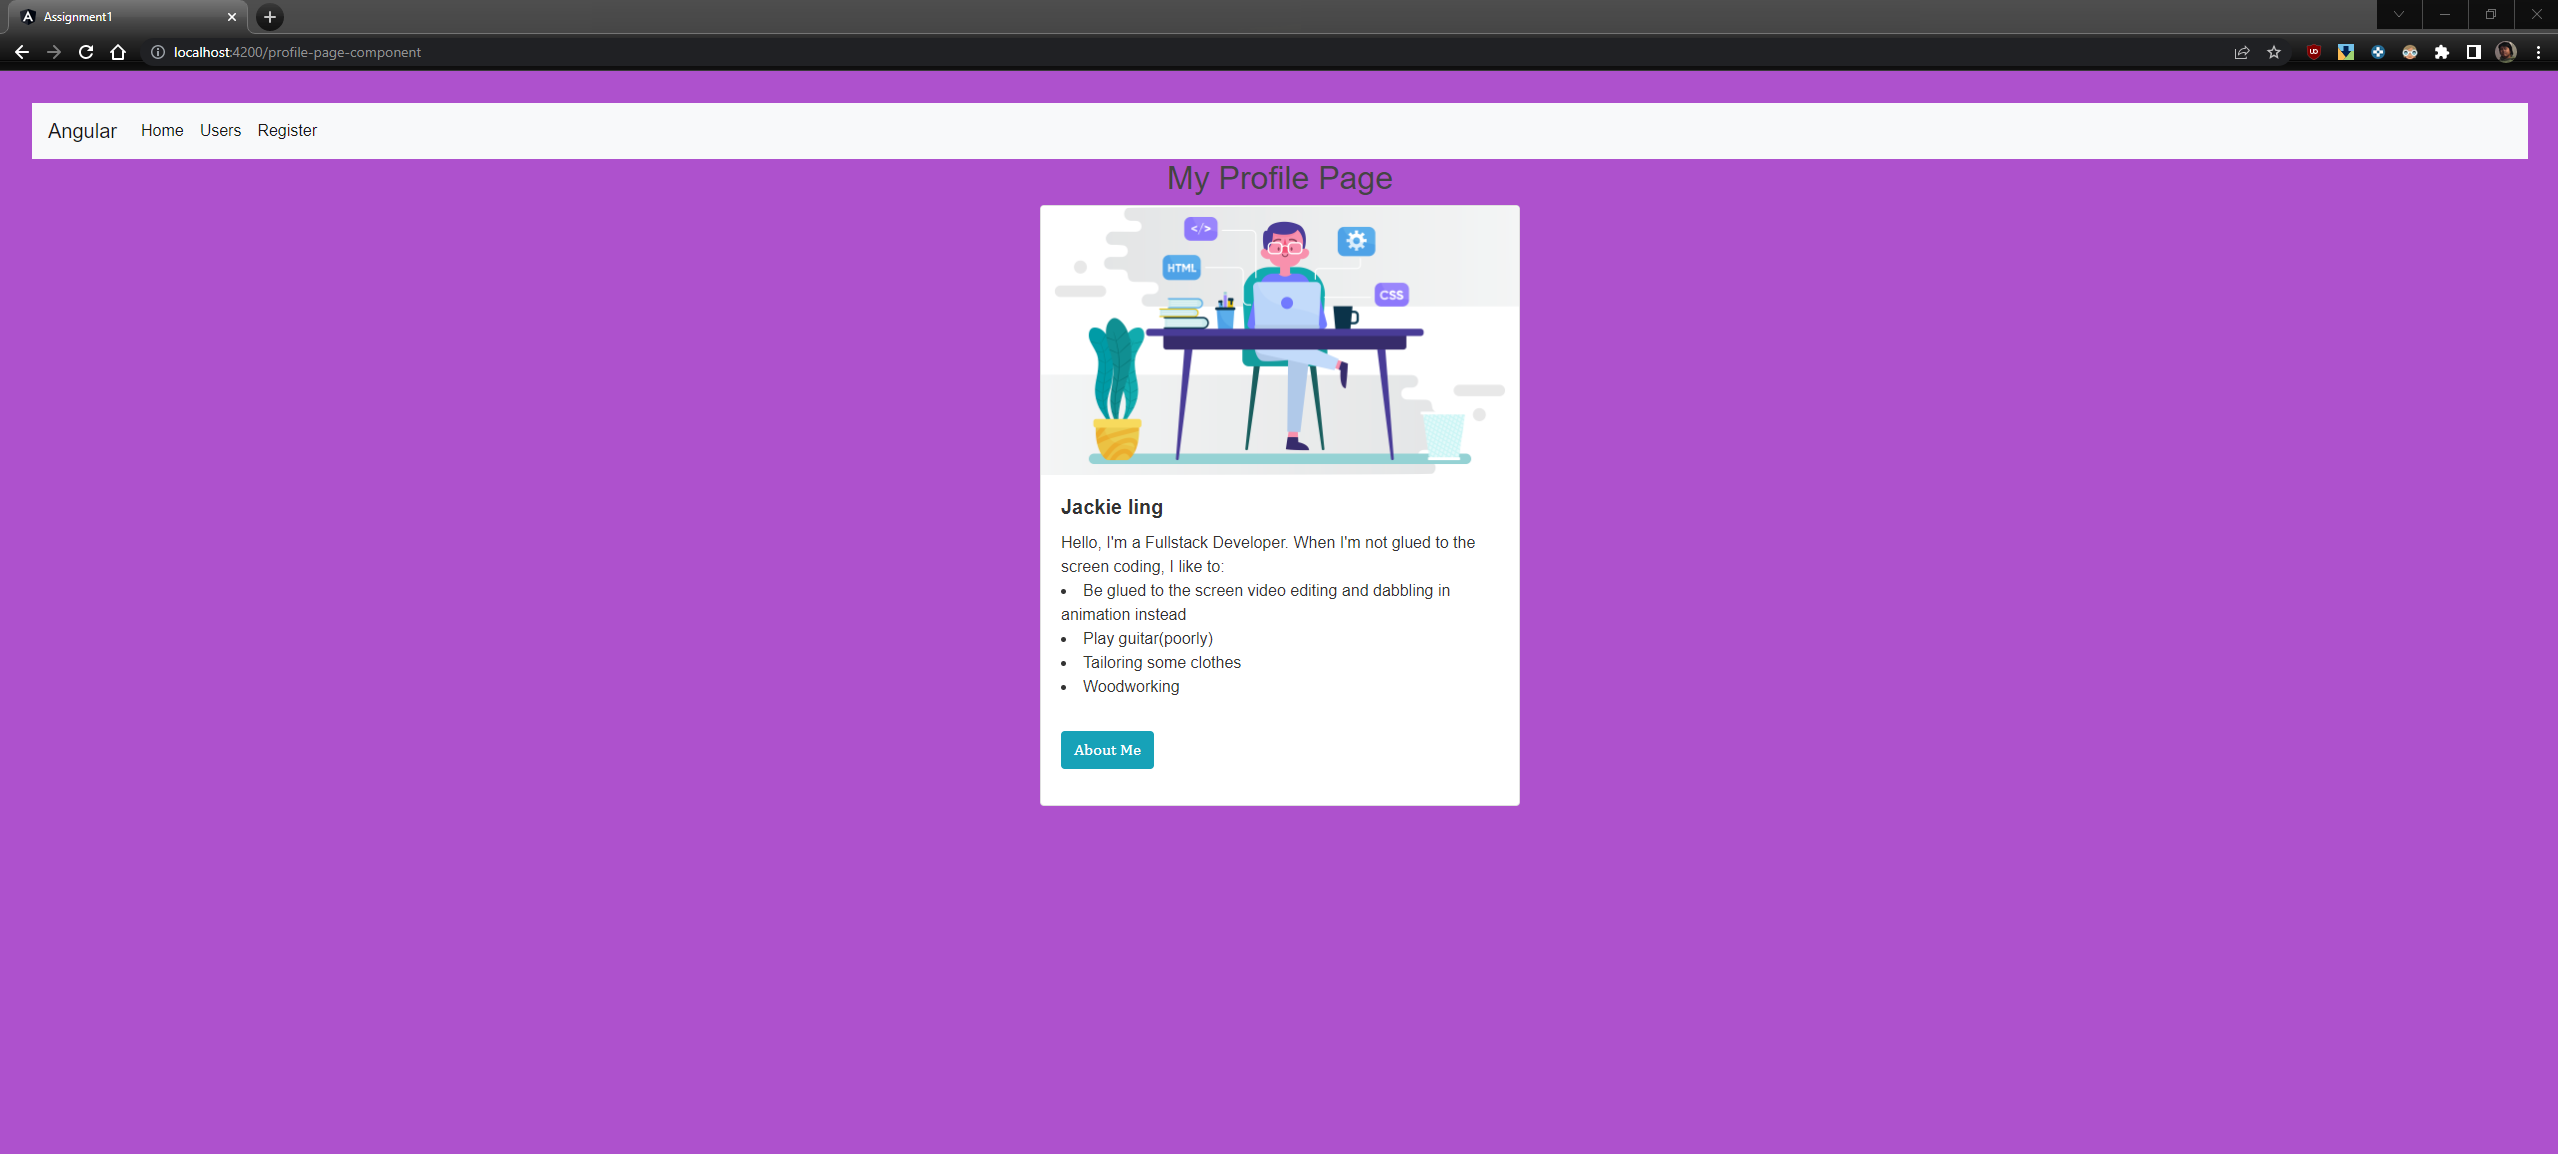 Assignment1
localhost:4200/profile-page-component
Angular Home Users Register
My Profile Page
</>
HTML
CSS
Jackie ling
Hello, I'm a Fullstack Developer. When I'm not glued to the
screen coding, I like to:
• Be glued to the screen video editing and dabbling in
animation instead
• Play guitar(poorly)
• Tailoring some clothes
• Woodworking
About Me